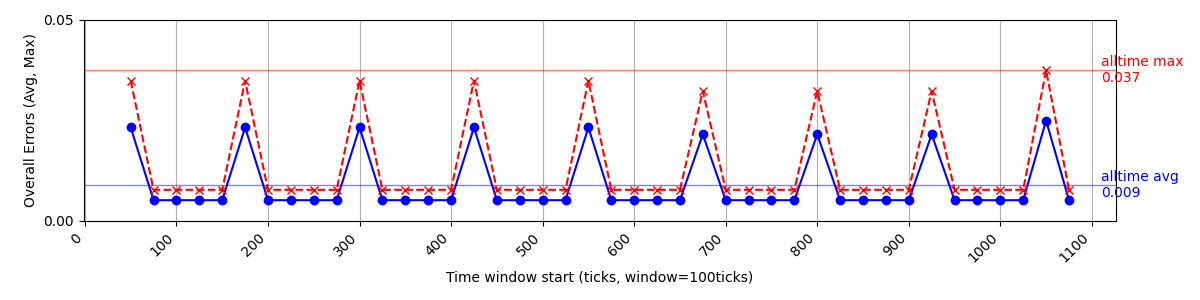 0.05
alltime max
0.037
Overall Errors (Avg, Max)
alltime avg
0.009
0.00
0 100 200 300 400 500 600 700 800 900 1000 1100
Time window start (ticks, window=100ticks)